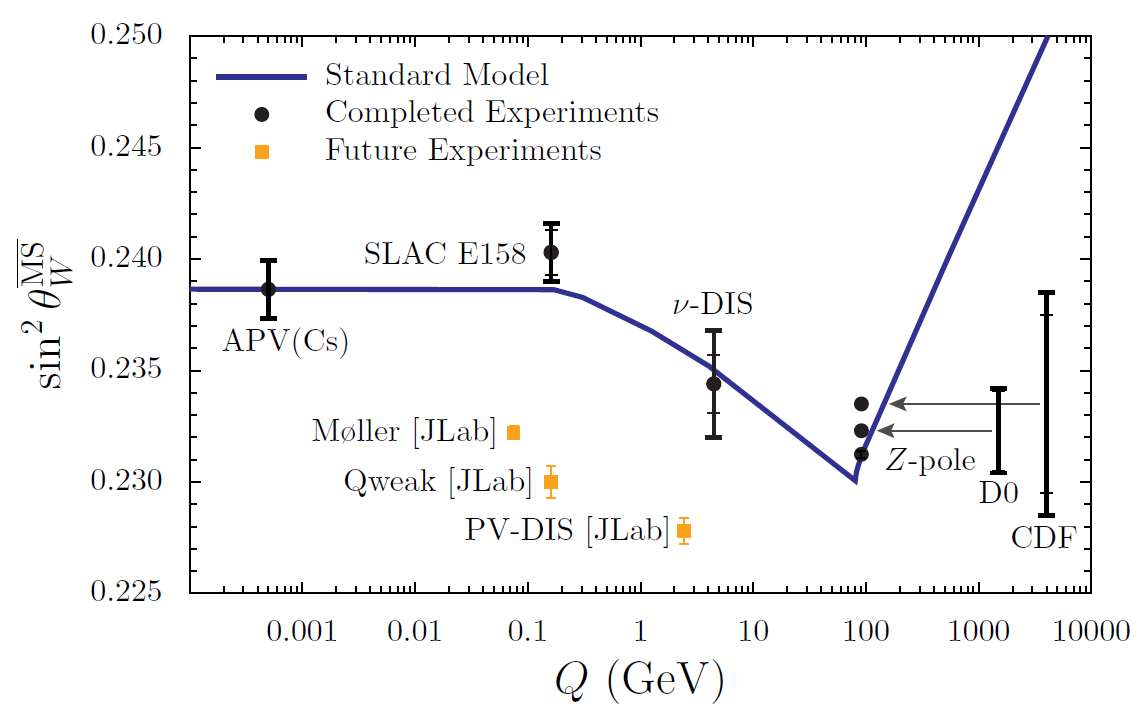 0.250
Standard Model
Completed Experiments
Future Experiments
0.245
0.240
SLAC E158
ν-DIS
APV(Cs)
0.235
Møller [JLab]
Z-pole
0.230
Qweak [JLab]
D0
PV-DIS [JLab]
CDF
0.225
sin² θ_W^{\overline{MS}}
0.001 0.01 0.1 1 10 100 1000 10000
Q (GeV)